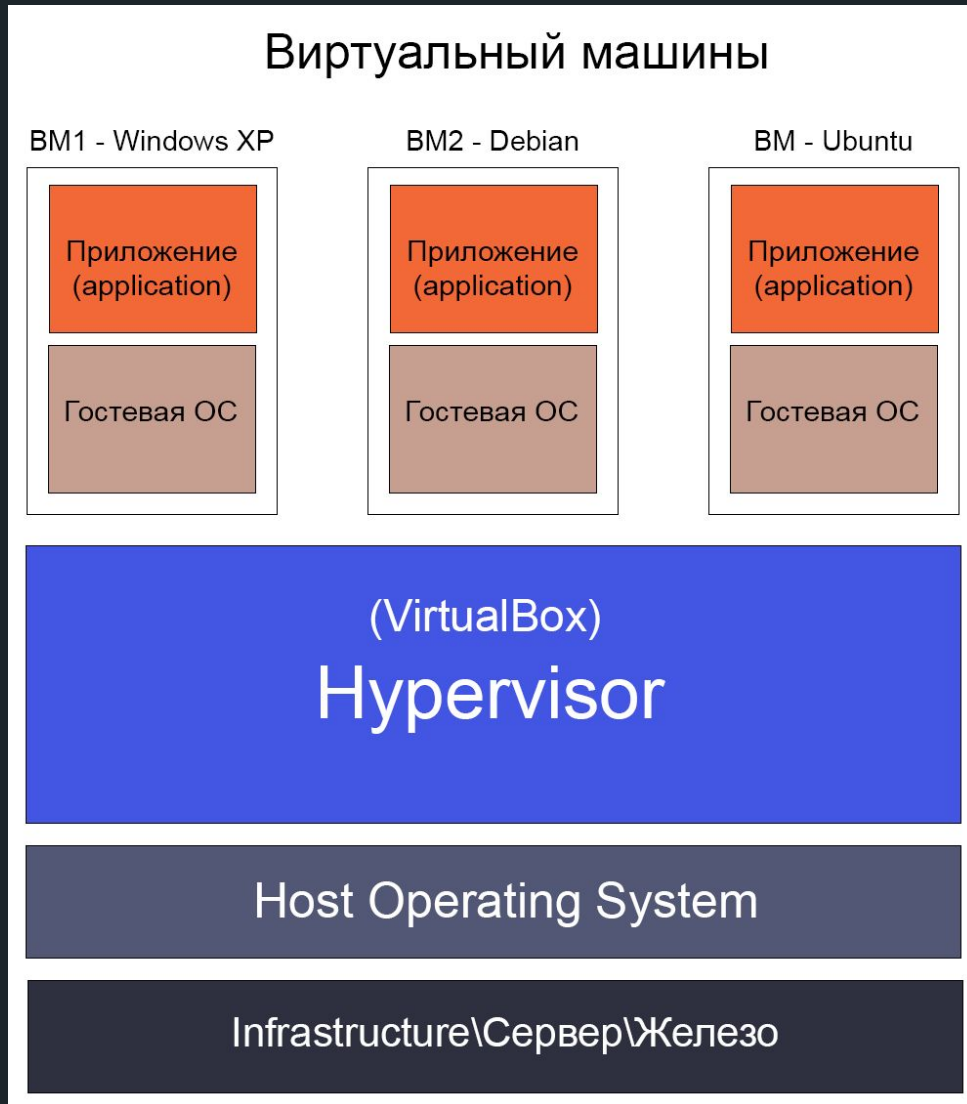 Виртуальный машины
ВМ1 - Windows XP
ВМ2 - Debian
ВМ - Ubuntu
Приложение
(application)
Приложение
(application)
Приложение
(application)
Гостевая ОС
Гостевая ОС
Гостевая ОС
(VirtualBox)
Hypervisor
Host Operating System
Infrastructure\Сервер\Железо